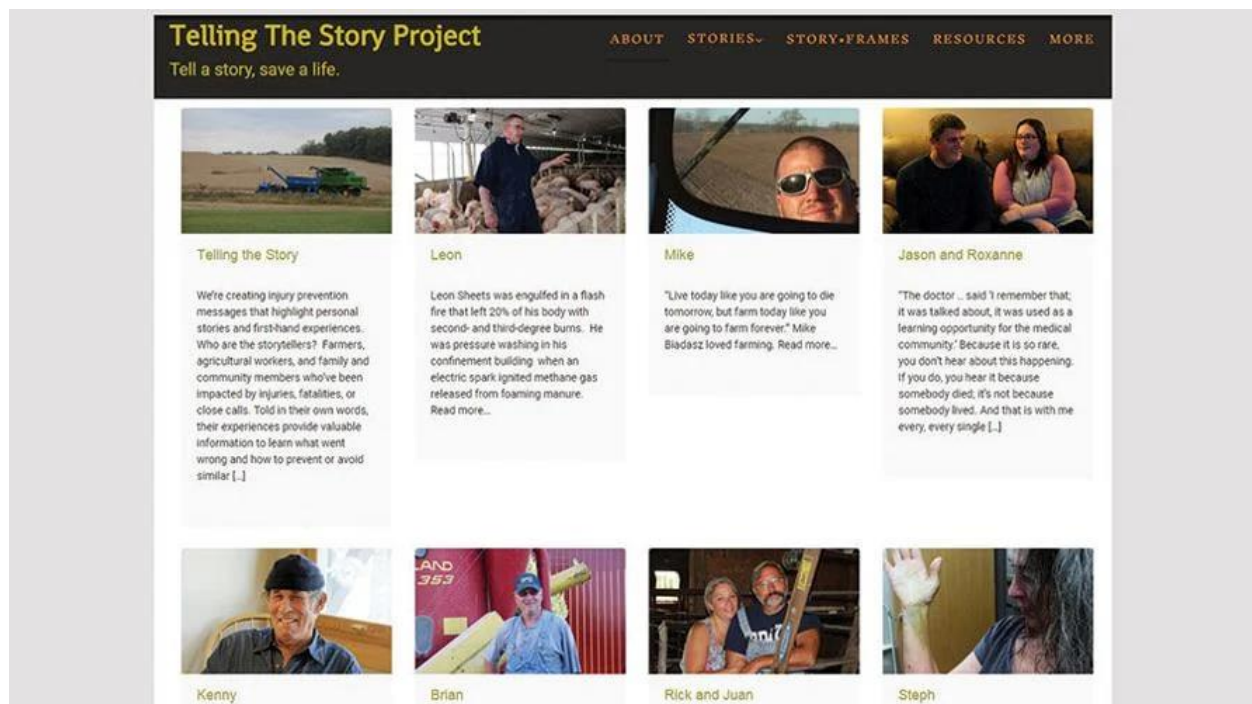 Telling The Story Project
Tell a story, save a life.
ABOUT STORIES STORY•FRAMES RESOURCES MORE
Telling the Story
We're creating injury prevention
messages that highlight personal
stories and first-hand experiences.
Who are the storytellers? Farmers,
agricultural workers, and family and
community members who've been
impacted by injuries, fatalities, or
close calls. Told in their own words,
their experiences provide valuable
information to learn what went
wrong and how to prevent or avoid
similar [...]
Leon
Leon Sheets was engulfed in a flash
fire that left 20% of his body with
second- and third-degree burns. He
was pressure washing in his
confinement building when an
electric spark ignited methane gas
released from foaming manure.
Read more...
Mike
"Live today like you are going to die
tomorrow, but farm today like you
are going to farm forever." Mike
Biadasz loved farming. Read more...
Jason and Roxanne
"The doctor ... said 'I remember that;
it was talked about, it was used as a
learning opportunity for the medical
community.' Because it is so rare,
you don't hear about this happening.
If you do, you hear it because
somebody died; it's not because
somebody lived. And that is with me
every, every single [...]
LAND
353
Kenny
Brian
Rick and Juan
Steph